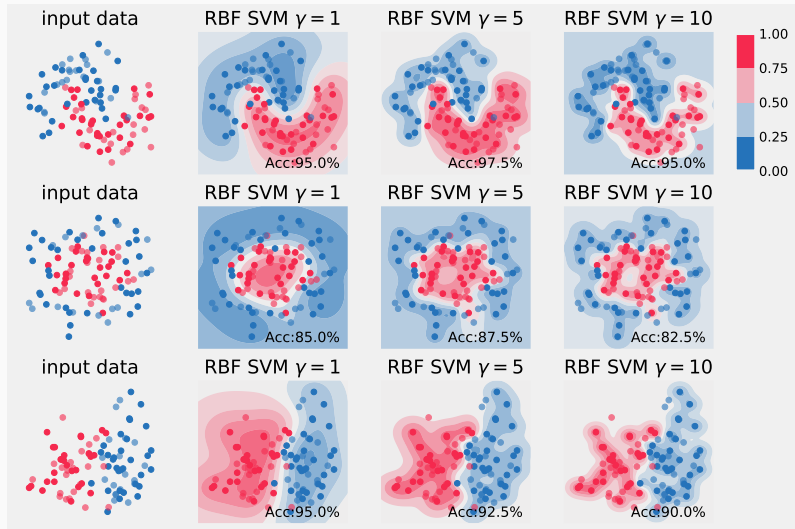 input data RBF SVM γ = 1 RBF SVM γ = 5 RBF SVM γ = 10
1.00
0.75
0.50
0.25
0.00
Acc:95.0% Acc:97.5% Acc:95.0%
input data RBF SVM γ = 1 RBF SVM γ = 5 RBF SVM γ = 10
Acc:85.0% Acc:87.5% Acc:82.5%
input data RBF SVM γ = 1 RBF SVM γ = 5 RBF SVM γ = 10
Acc:95.0% Acc:92.5% Acc:90.0%